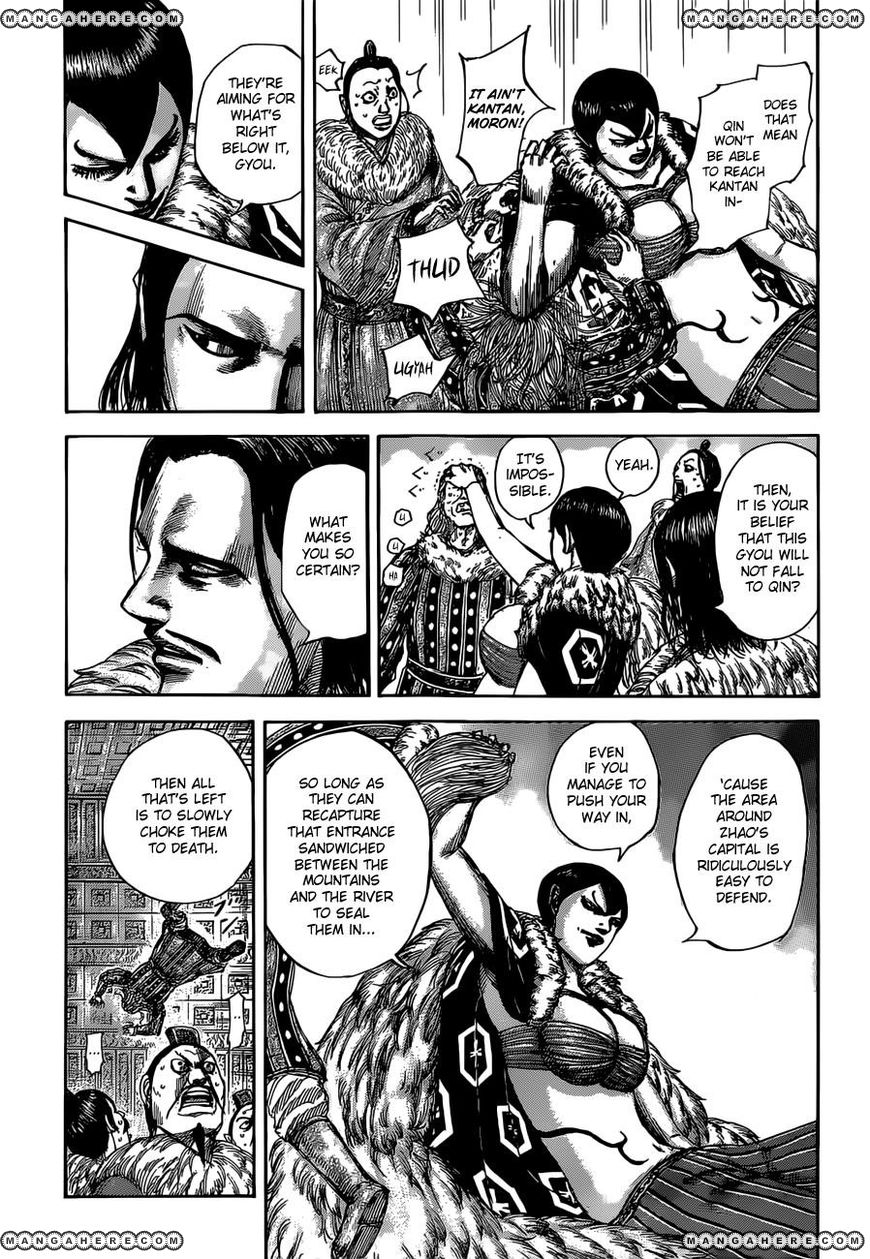 MANGAHERE.COM
MANGAHERE.COM
DOES
THAT
MEAN
QIN
WON'T
BE ABLE
TO REACH
KANTAN
IN-
IT AIN'T
KANTAN,
MORON!
EEK
THUD
UGYAH
THEY'RE
AIMING FOR
WHAT'S
RIGHT
BELOW IT,
GYOU.
THEN,
IT IS YOUR
BELIEF
THAT THIS
GYOU WILL
NOT FALL
TO QIN?
YEAH.
IT'S
IMPOS-
SIBLE.
U
U
HA
WHAT
MAKES
YOU SO
CERTAIN?
'CAUSE
THE AREA
AROUND
ZHAO'S
CAPITAL IS
RIDICULOUSLY
EASY TO
DEFEND.
EVEN
IF YOU
MANAGE TO
PUSH YOUR
WAY IN,
SO LONG AS
THEY CAN
RECAPTURE
THAT ENTRANCE
SANDWICHED
BETWEEN THE
MOUNTAINS
AND THE RIVER
TO SEAL
THEM IN...
THEN ALL
THAT'S LEFT
IS TO SLOWLY
CHOKE THEM
TO DEATH.
...
...
MANGAHERE.COM
MANGAHERE.COM